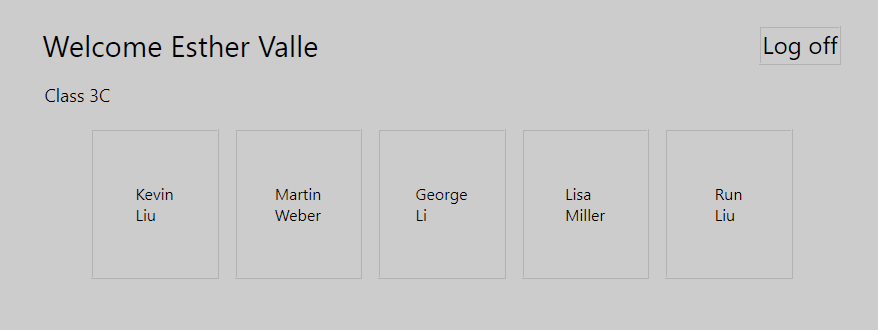 Welcome Esther Valle
Log off
Class 3C
Kevin
Liu
Martin
Weber
George
Li
Lisa
Miller
Run
Liu